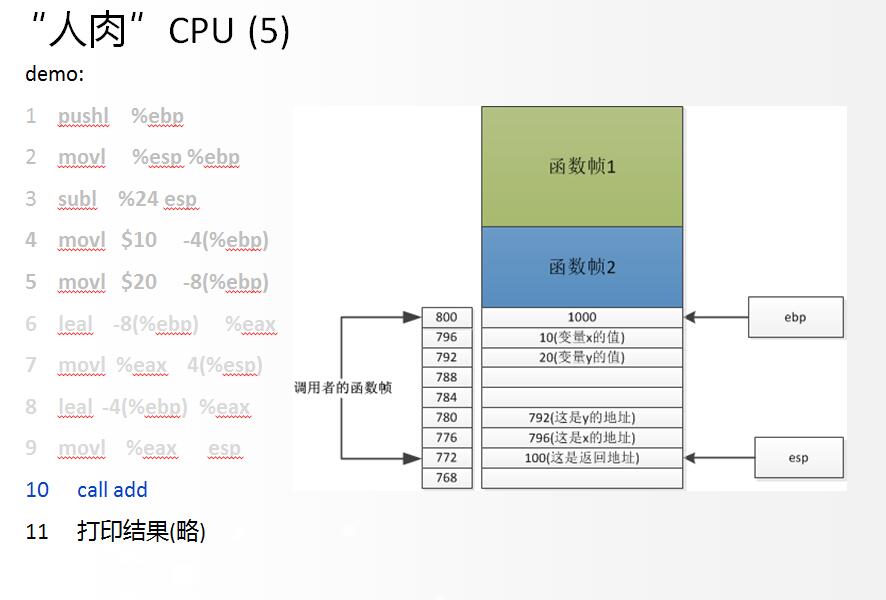 “人肉” CPU (5)
demo:
1 pushl %ebp
2 movl %esp %ebp
3 subl %24 esp
4 movl $10 -4(%ebp)
5 movl $20 -8(%ebp)
6 leal -8(%ebp) %eax
7 movl %eax 4(%esp)
8 leal -4(%ebp) %eax
9 movl %eax esp
10 call add
11 打印结果(略)
函数帧1
函数帧2
800 1000 ebp
796 10(变量x的值)
792 20(变量y的值)
788
调用者的函数帧
784
780 792(这是y的地址)
776 796(这是x的地址)
772 100(这是返回地址) esp
768